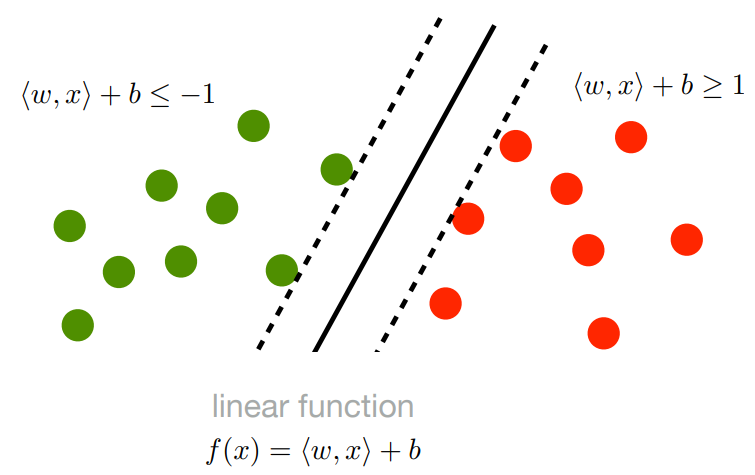 ⟨w, x⟩ + b ≤ −1
⟨w, x⟩ + b ≥ 1
linear function
f(x) = ⟨w, x⟩ + b